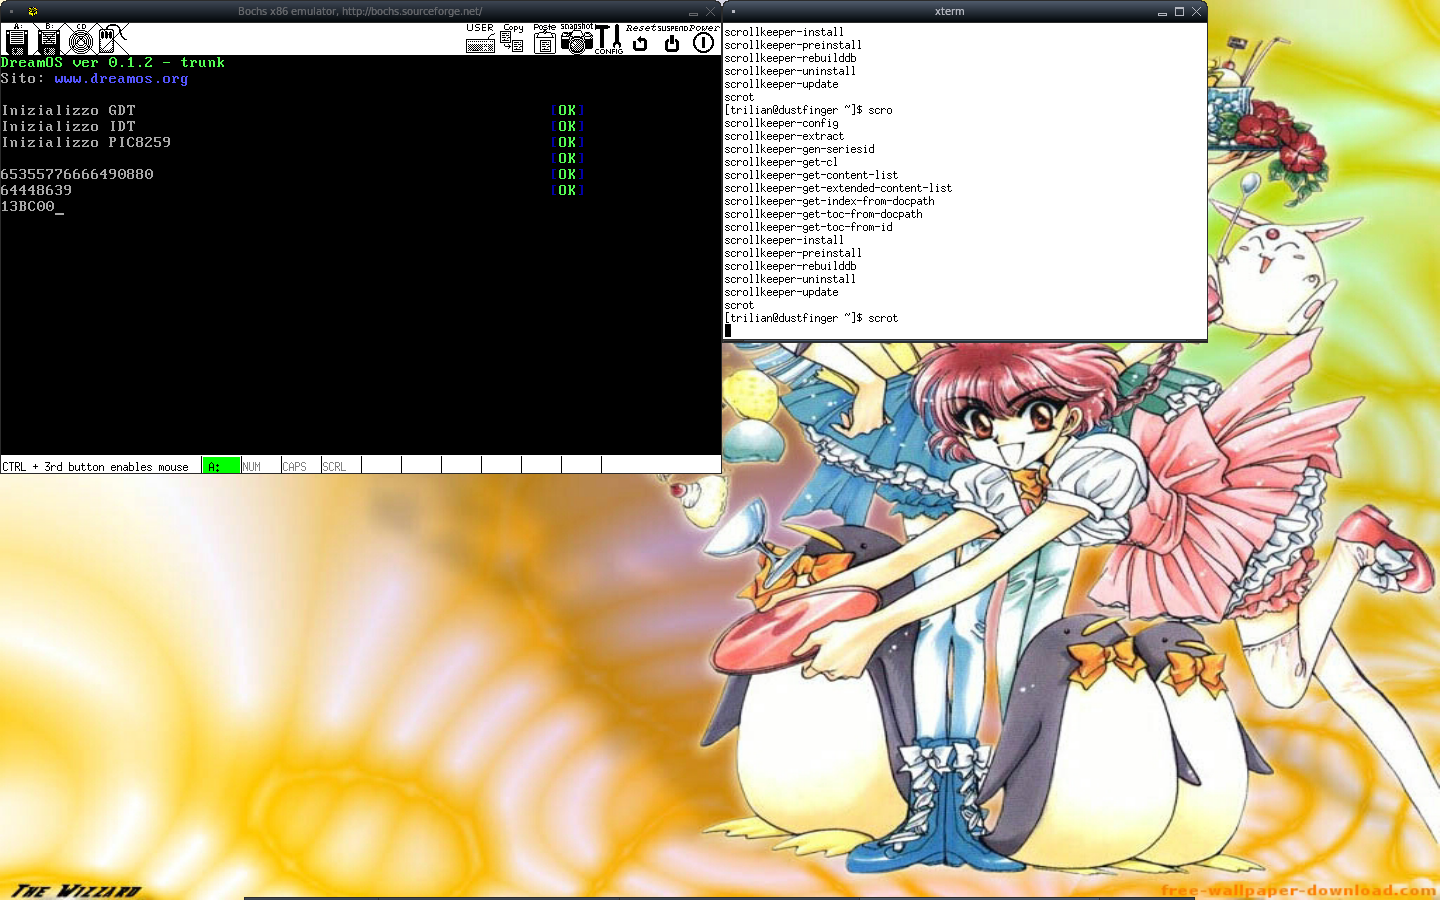 Bochs x86 emulator, http://bochs.sourceforge.net/
A: B: CD USER Copy Paste snapshot CONFIG Reset SUSPEND Power
DreamOS ver 0.1.2 - trunk
Sito: www.dreamos.org
Inizializzo GDT [OK]
Inizializzo IDT [OK]
Inizializzo PIC8259
[OK]
65355776666490880 [OK]
64448639 [OK]
13BC00_
CTRL + 3rd button enables mouse A: NUM CAPS SCRL
xterm
scrollkeeper-install
scrollkeeper-preinstall
scrollkeeper-rebuilddb
scrollkeeper-uninstall
scrollkeeper-update
scrot
[trilian@dustfinger ~]$ scro
scrollkeeper-config
scrollkeeper-extract
scrollkeeper-gen-seriesid
scrollkeeper-get-cl
scrollkeeper-get-content-list
scrollkeeper-get-extended-content-list
scrollkeeper-get-index-from-docpath
scrollkeeper-get-toc-from-docpath
scrollkeeper-get-toc-from-id
scrollkeeper-install
scrollkeeper-preinstall
scrollkeeper-rebuilddb
scrollkeeper-uninstall
scrollkeeper-update
scrot
[trilian@dustfinger ~]$ scrot
The Wizzard
free-wallpaper-download.com